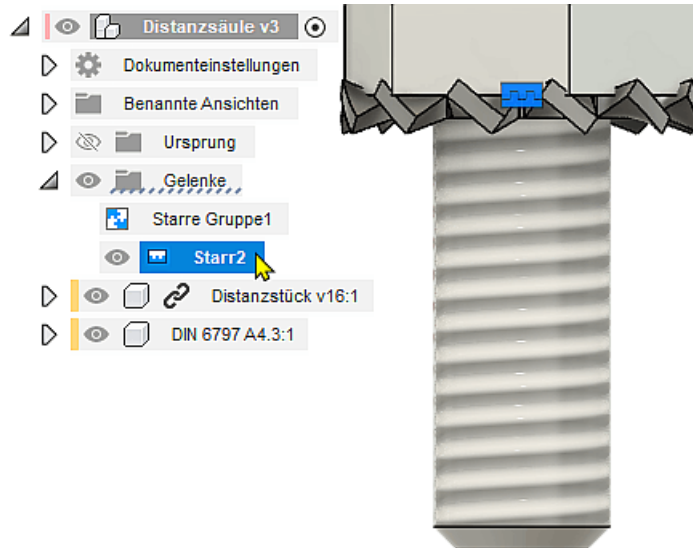 Distanzsäule v3
Dokumenteinstellungen
Benannte Ansichten
Ursprung
Gelenke
Starre Gruppe1
Starr2
Distanzstück v16:1
DIN 6797 A4.3:1